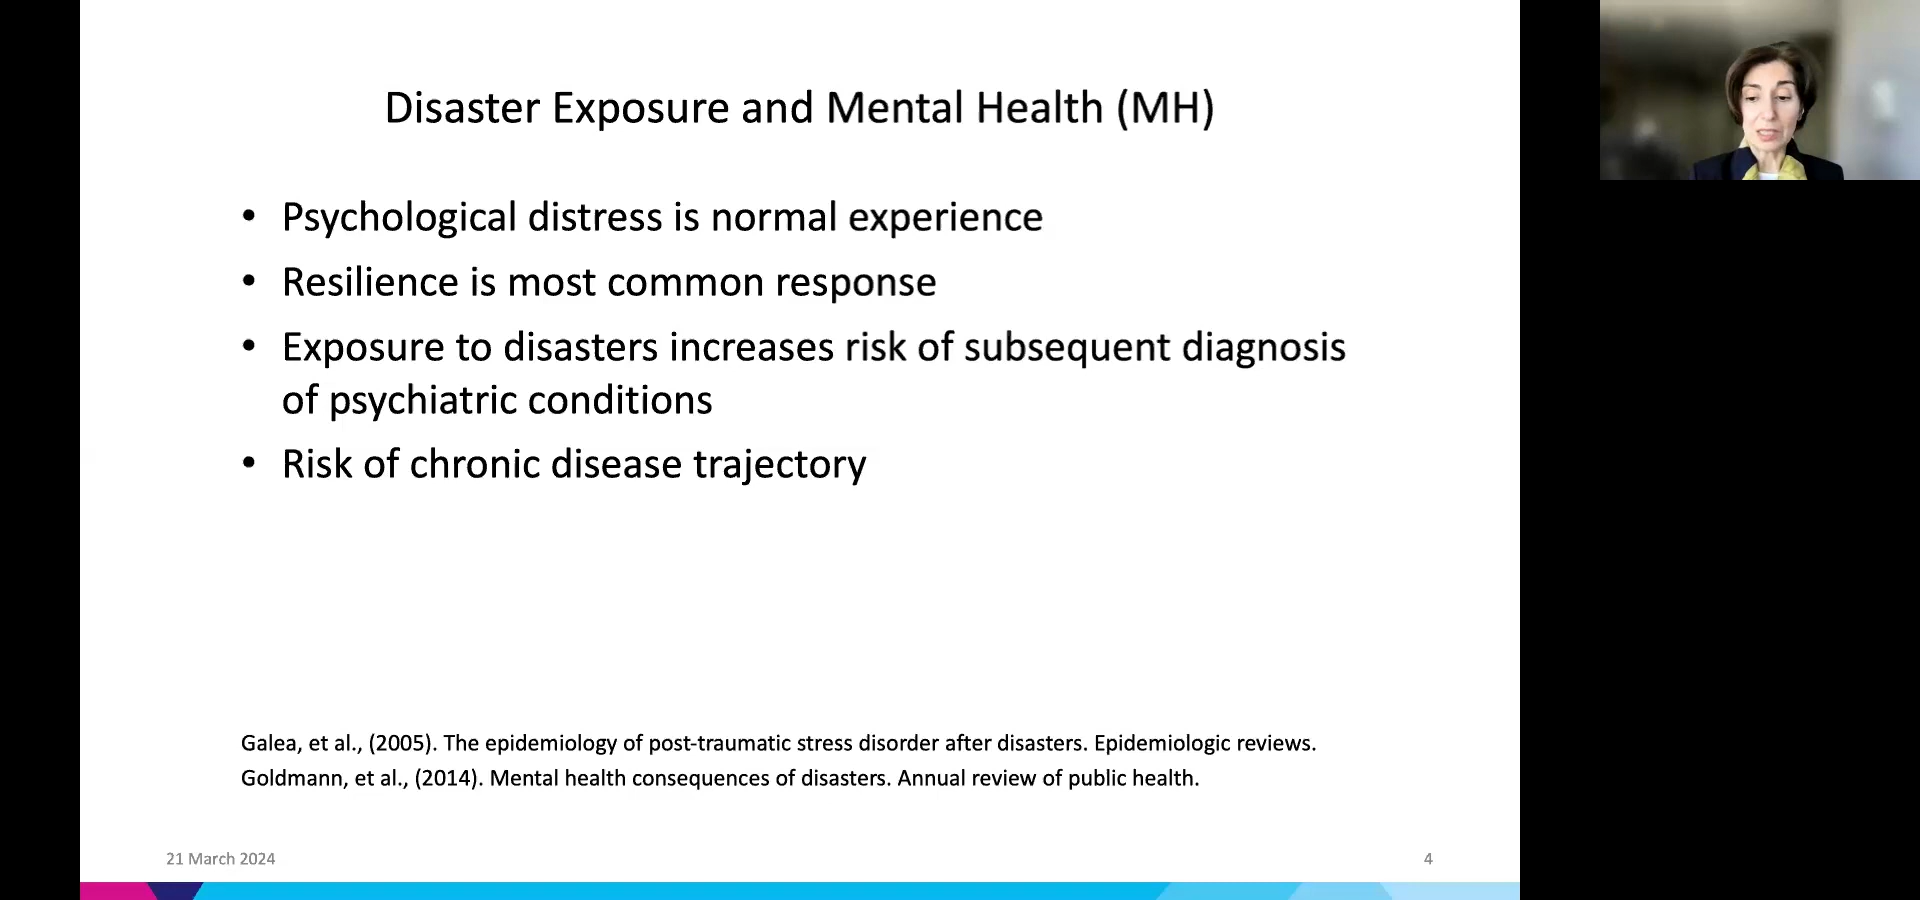 Disaster Exposure and Mental Health (MH)
• Psychological distress is normal experience
• Resilience is most common response
• Exposure to disasters increases risk of subsequent diagnosis
of psychiatric conditions
• Risk of chronic disease trajectory
Galea, et al., (2005). The epidemiology of post-traumatic stress disorder after disasters. Epidemiologic reviews.
Goldmann, et al., (2014). Mental health consequences of disasters. Annual review of public health.
21 March 2024
4